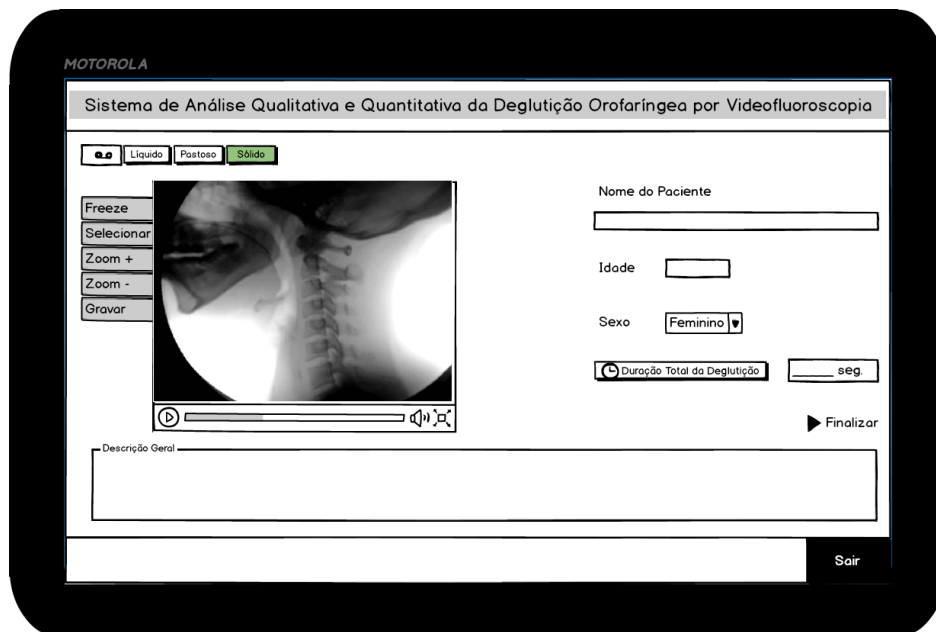 MOTOROLA
Sistema de Análise Qualitativa e Quantitativa da Deglutição Orofaríngea por Videofluoroscopia
Líquido Pastoso Sólido
Freeze
Selecionar
Zoom +
Zoom -
Gravar
Nome do Paciente
Idade
Sexo Feminino
Duração Total da Deglutição ______ seg.
Finalizar
Descrição Geral
Sair